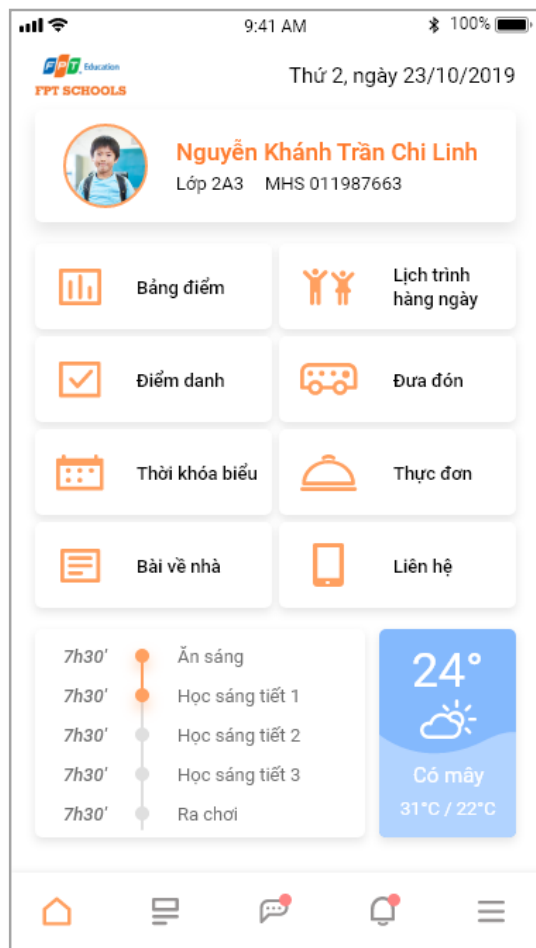 9:41 AM 100%
FPT Education
FPT SCHOOLS
Thứ 2, ngày 23/10/2019
Nguyễn Khánh Trần Chi Linh
Lớp 2A3 MHS 011987663
Bảng điểm
Lịch trình
hàng ngày
Điểm danh
Đưa đón
Thời khóa biểu
Thực đơn
Bài về nhà
Liên hệ
7h30' Ăn sáng
7h30' Học sáng tiết 1
7h30' Học sáng tiết 2
7h30' Học sáng tiết 3
7h30' Ra chơi
24°
Có mây
31°C / 22°C